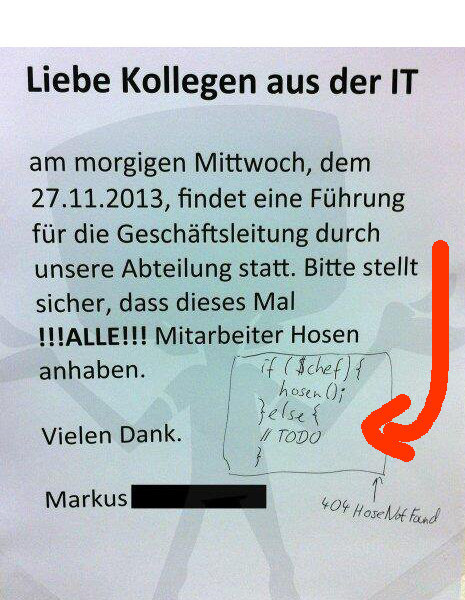 Liebe Kollegen aus der IT
am morgigen Mittwoch, dem
27.11.2013, findet eine Führung
für die Geschäftsleitung durch
unsere Abteilung statt. Bitte stellt
sicher, dass dieses Mal
!!!ALLE!!! Mitarbeiter Hosen
anhaben.
Vielen Dank.
Markus
if ($chef) {
hosen();
}else{
// TODO
}
404 HoseNotFound